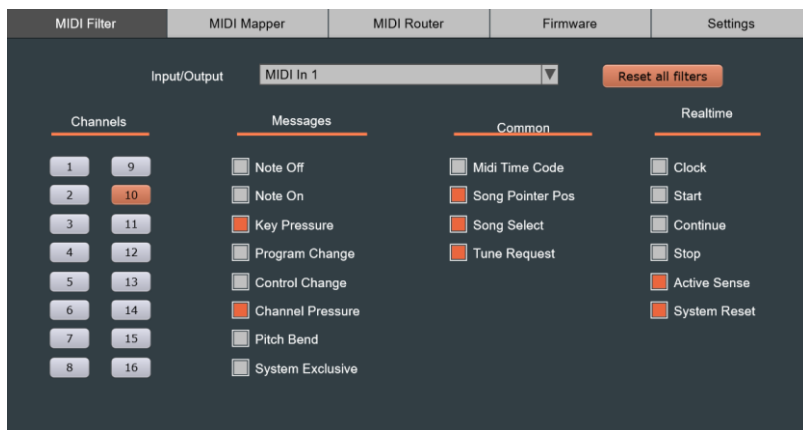 MIDI Filter MIDI Mapper MIDI Router Firmware Settings
Input/Output MIDI In 1 Reset all filters
Channels Messages Common Realtime
1 9 Note Off Midi Time Code Clock
2 10 Note On Song Pointer Pos Start
3 11 Key Pressure Song Select Continue
4 12 Program Change Tune Request Stop
5 13 Control Change Active Sense
6 14 Channel Pressure System Reset
7 15 Pitch Bend
8 16 System Exclusive